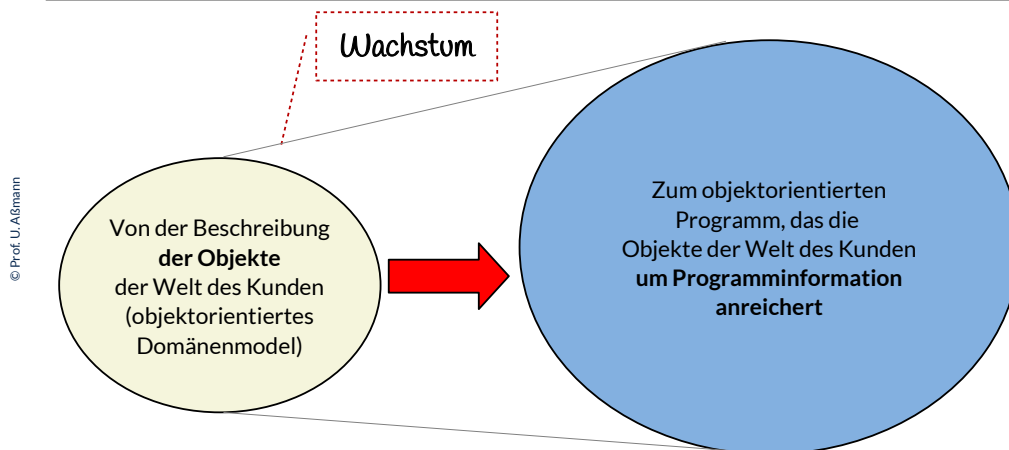 Wachstum
© Prof. U. Aßmann
Von der Beschreibung
der Objekte
der Welt des Kunden
(objektorientiertes
Domänenmodel)
Zum objektorientierten
Programm, das die
Objekte der Welt des Kunden
um Programminformation
anreichert